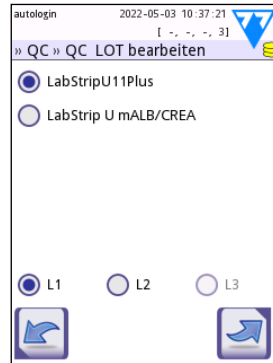 autologin 2022-05-03 10:37:21
[ -, -, -, 3]
» QC » QC LOT bearbeiten
LabStripU11Plus
LabStrip U mALB/CREA
L1 L2 L3